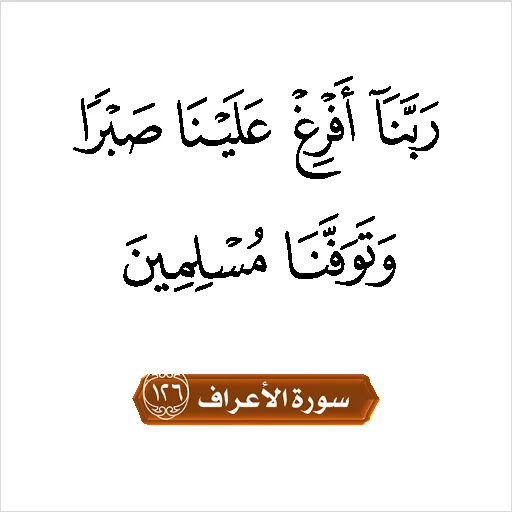 رَبَّنَآ أَفْرِغْ عَلَيْنَا صَبْرًا
وَتَوَفَّنَا مُسْلِمِينَ
سورة الأعراف ١٢٦